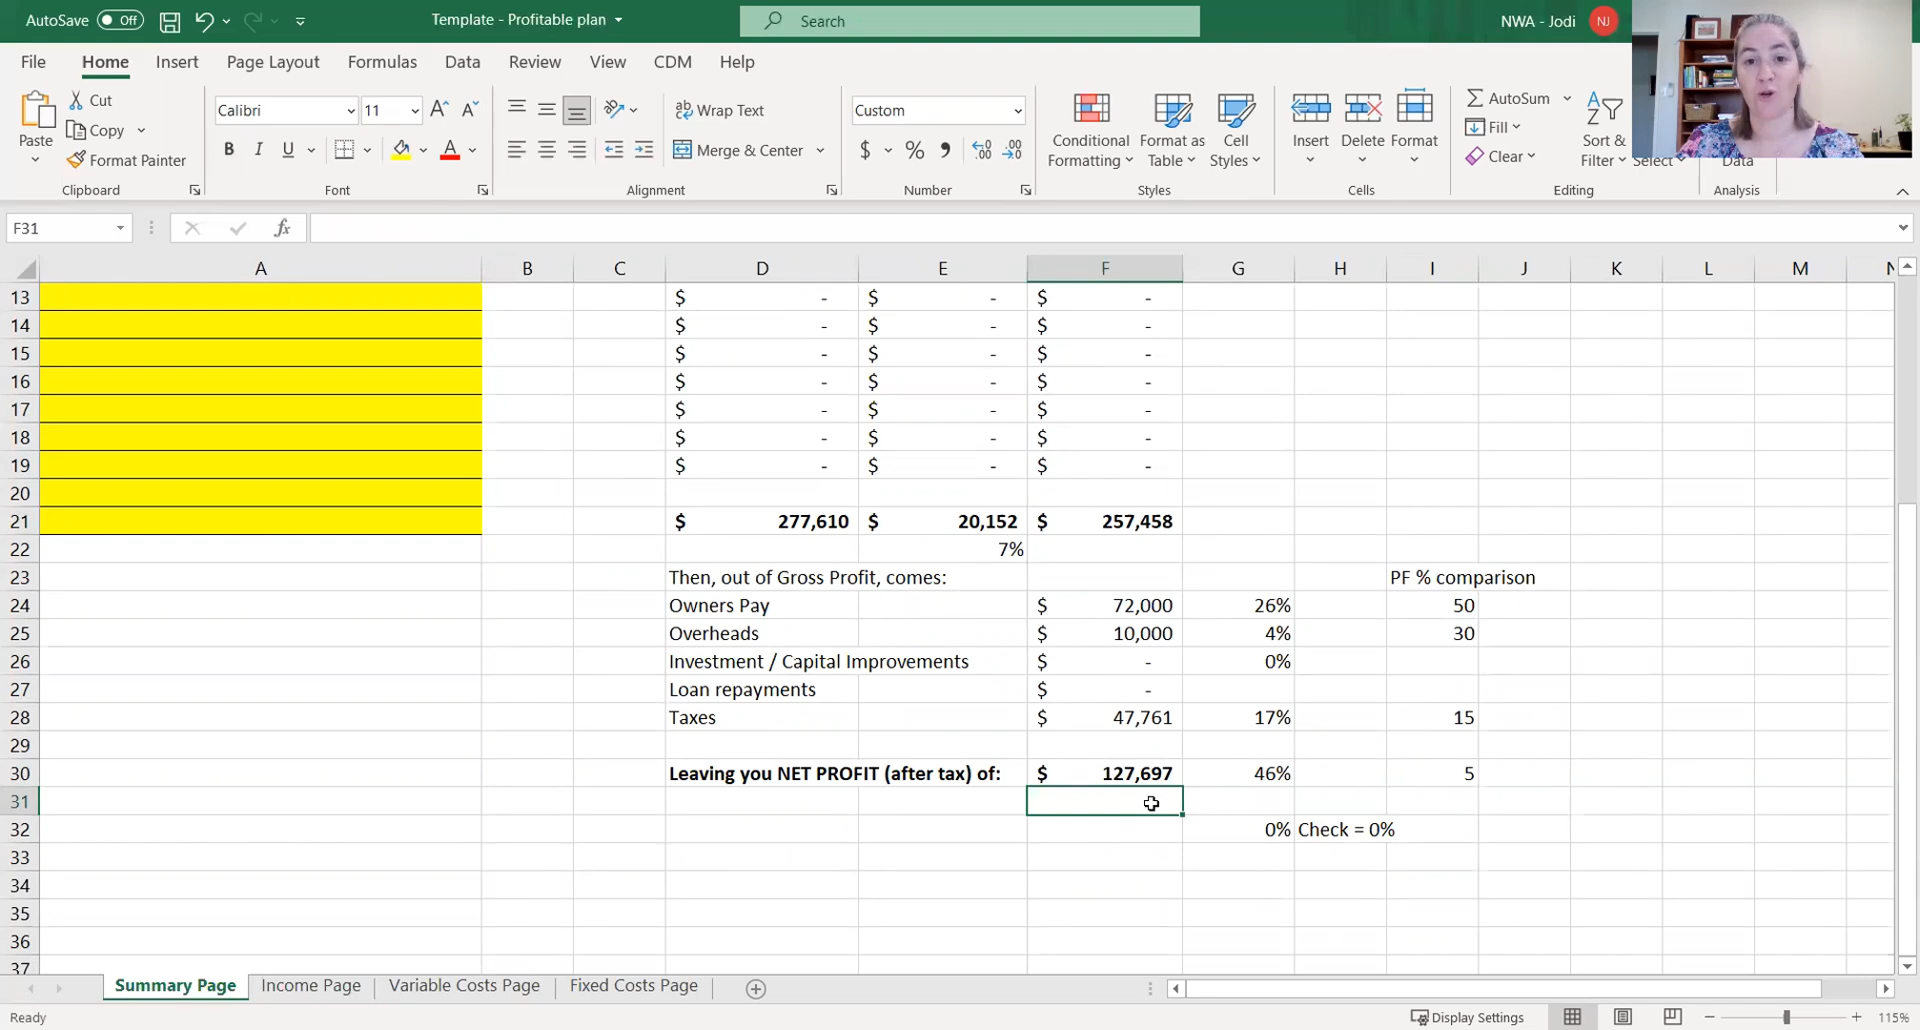 AutoSave Off Template - Profitable plan Search NWA - Jodi NJ
File Home Insert Page Layout Formulas Data Review View CDM Help
Paste Cut Copy Format Painter Clipboard
Calibri 11 B I U A A A Font
Wrap Text Merge & Center Alignment
Custom $ % , Number
Conditional Formatting Format as Table Cell Styles Styles
Insert Delete Format Cells
AutoSum Fill Clear Sort & Filter Select Editing
Data Analysis
F31 fx
A B C D E F G H I J K L M N
13 $ - $ - $ -
14 $ - $ - $ -
15 $ - $ - $ -
16 $ - $ - $ -
17 $ - $ - $ -
18 $ - $ - $ -
19 $ - $ - $ -
20
21 $ 277,610 $ 20,152 $ 257,458
22 7%
23 Then, out of Gross Profit, comes: PF % comparison
24 Owners Pay $ 72,000 26% 50
25 Overheads $ 10,000 4% 30
26 Investment / Capital Improvements $ - 0%
27 Loan repayments $ -
28 Taxes $ 47,761 17% 15
29
30 Leaving you NET PROFIT (after tax) of: $ 127,697 46% 5
31
32 0% Check = 0%
33
34
35
36
37
Summary Page Income Page Variable Costs Page Fixed Costs Page
Ready Display Settings 115%